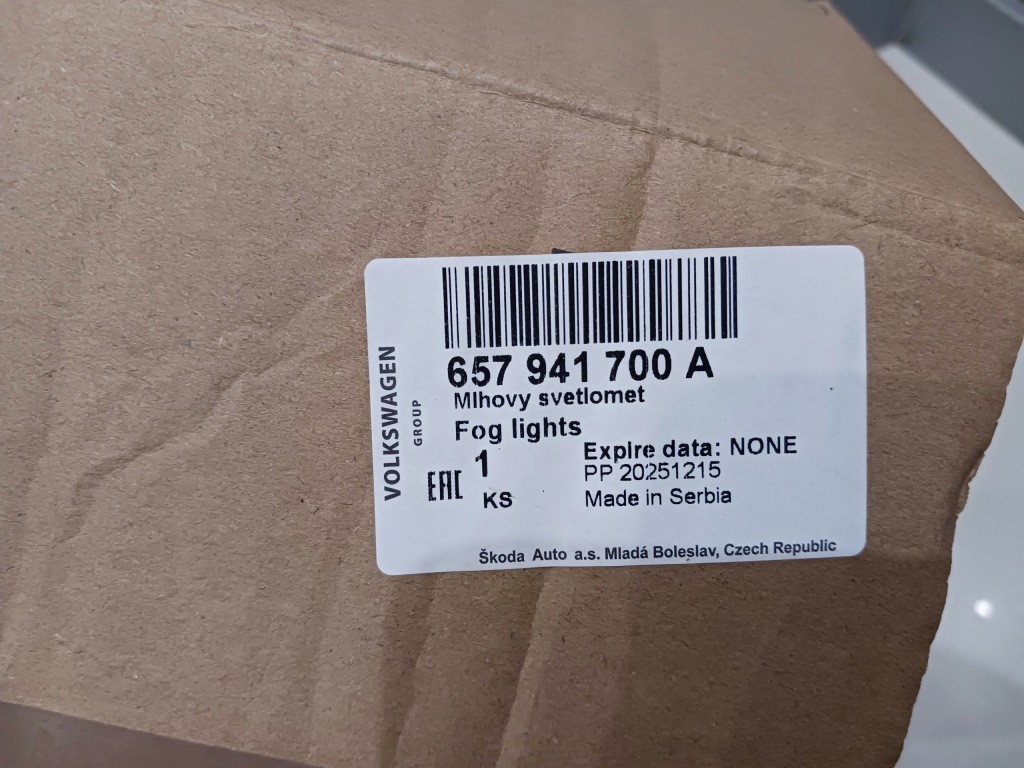 VOLKSWAGEN
GROUP
657 941 700 A
Mlhovy svetlomet
Fog lights
1
Expire data: NONE
PP 20251215
EAC
KS
Made in Serbia
Škoda Auto a.s. Mladá Boleslav, Czech Republic